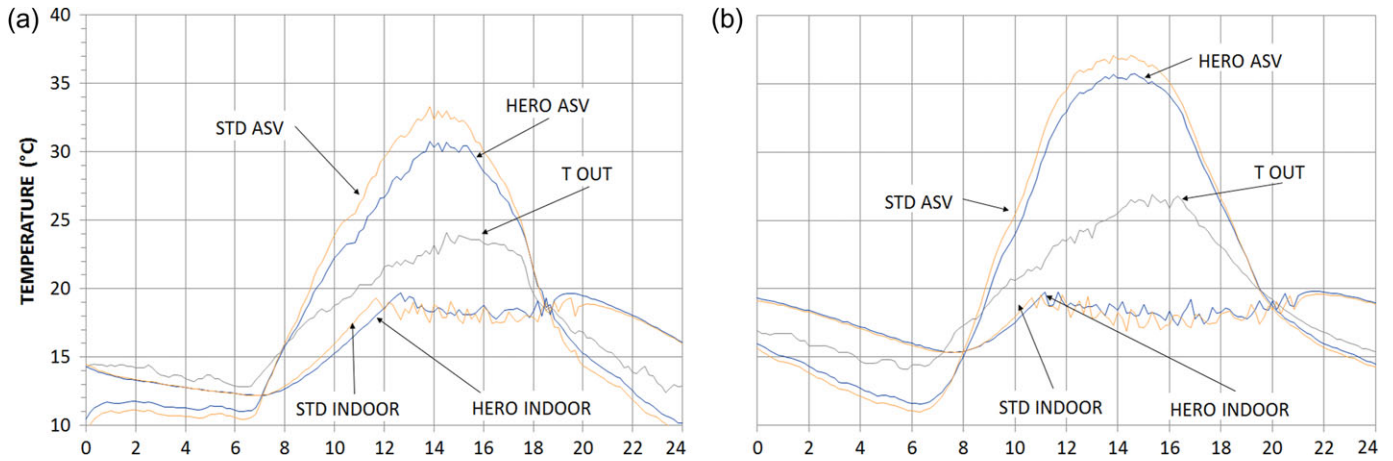 (a)
40
35
30
25
20
15
10
TEMPERATURE (°C)
STD ASV
HERO ASV
T OUT
STD INDOOR
HERO INDOOR
0 2 4 6 8 10 12 14 16 18 20 22 24
(b)
HERO ASV
STD ASV
T OUT
STD INDOOR
HERO INDOOR
0 2 4 6 8 10 12 14 16 18 20 22 24